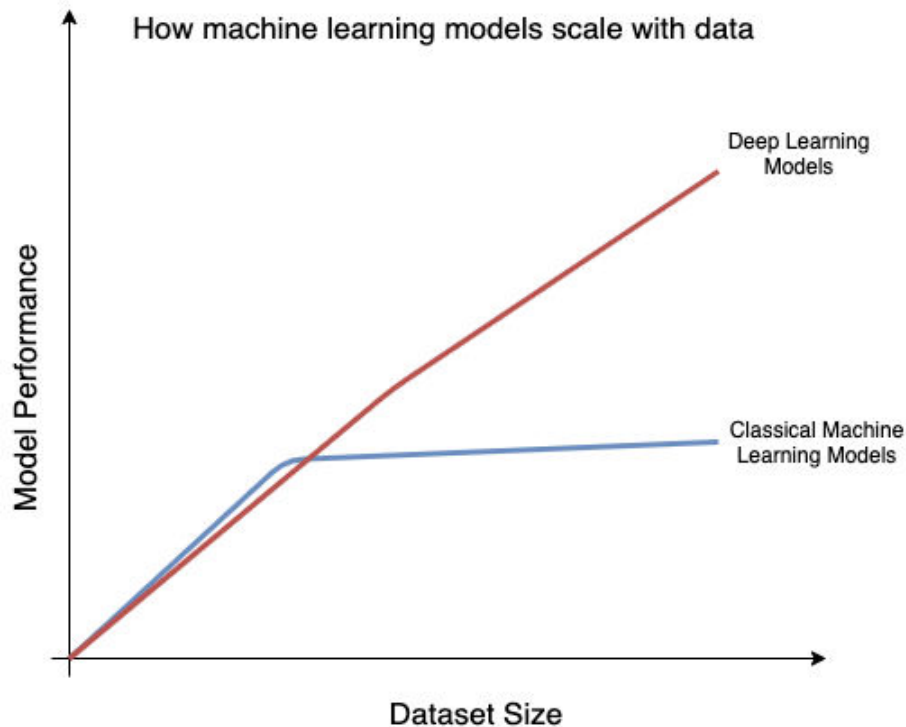 How machine learning models scale with data
Deep Learning
Models
Model Performance
Classical Machine
Learning Models
Dataset Size